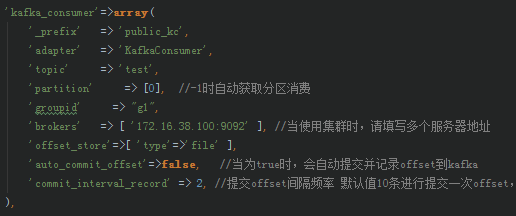 'kafka_consumer'=>array(
'_prefix' => 'public_kc',
'adapter' => 'KafkaConsumer',
'topic' => 'test',
'partition' => [0], //-1时自动获取分区消费
'groupid' => "g1",
'brokers' => [ '172.16.38.100:9092' ], //当使用集群时，请填写多个服务器地址
'offset_store'=>[ 'type'=>'file' ],
'auto_commit_offset'=>false, //当为true时，会自动提交并记录offset到kafka
'commit_interval_record' => 2, //提交offset间隔频率 默认值10条进行提交一次offset，
),